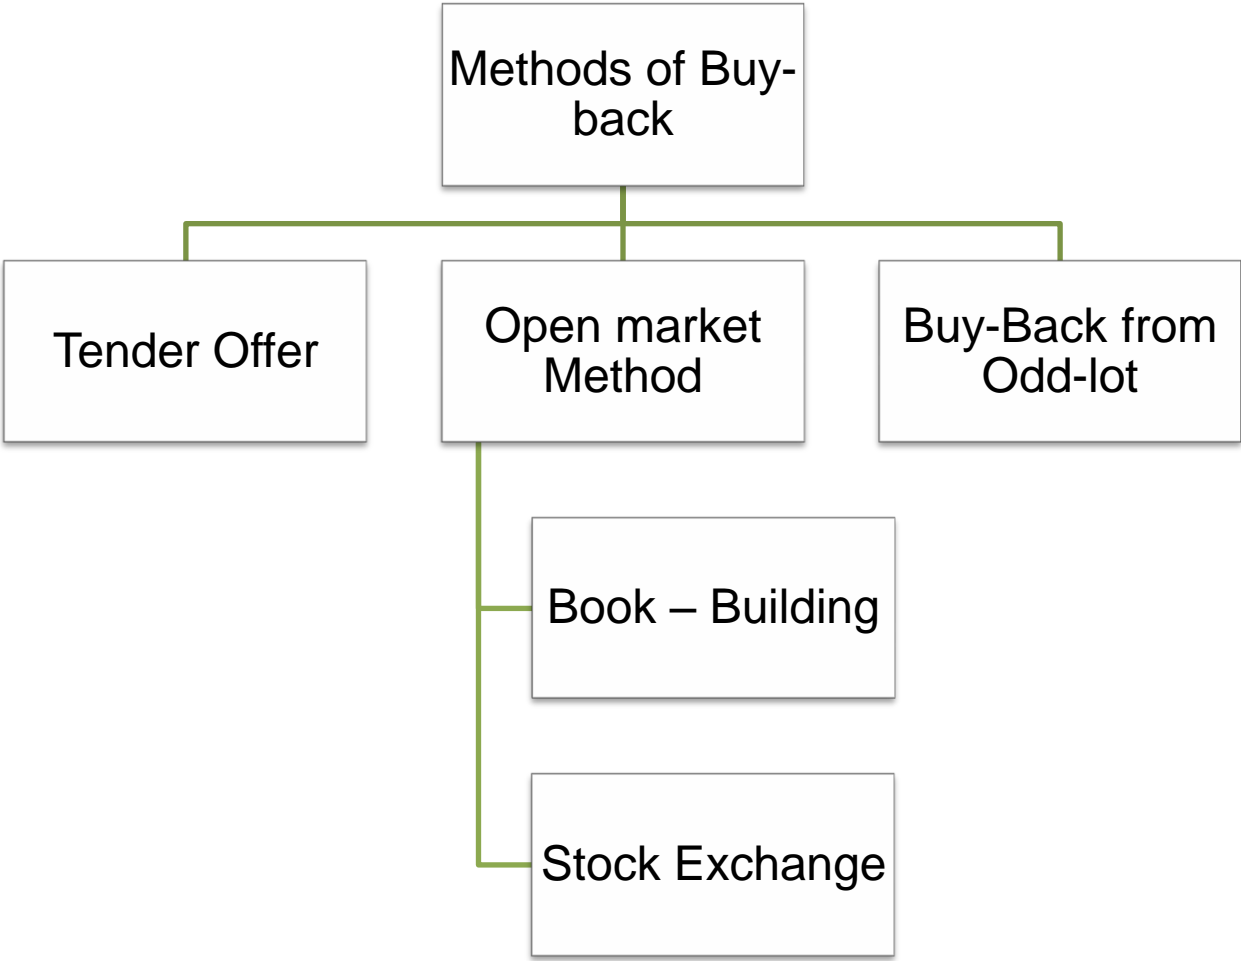 Methods of Buy-
back
Tender Offer
Open market
Method
Buy-Back from
Odd-lot
Book – Building
Stock Exchange